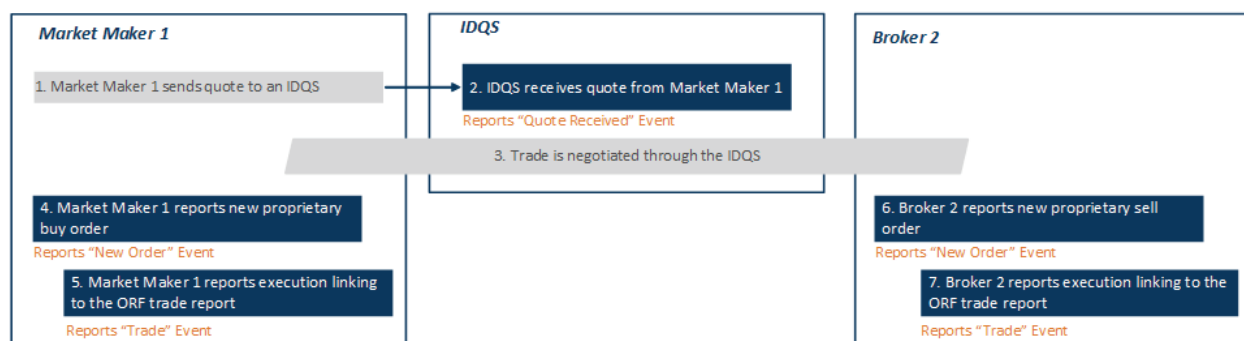 Market Maker 1
1. Market Maker 1 sends quote to an IDQS
IDQS
2. IDQS receives quote from Market Maker 1
Reports “Quote Received” Event
Broker 2
3. Trade is negotiated through the IDQS
4. Market Maker 1 reports new proprietary
buy order
Reports “New Order” Event
5. Market Maker 1 reports execution linking
to the ORF trade report
Reports “Trade” Event
6. Broker 2 reports new proprietary sell
order
Reports “New Order” Event
7. Broker 2 reports execution linking to the
ORF trade report
Reports “Trade” Event